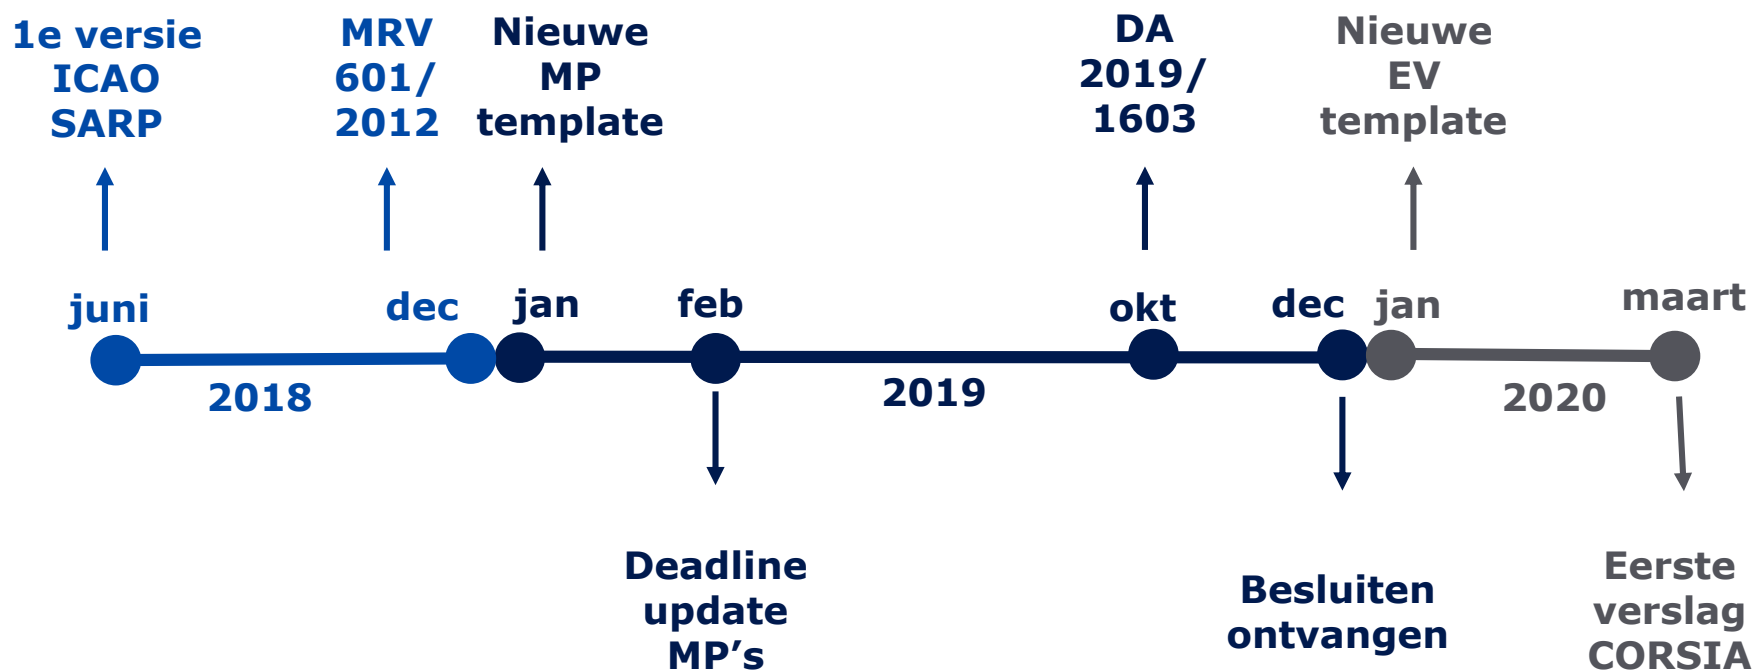 1e versie
ICAO
SARP
MRV
601/
2012
Nieuwe
MP
template
DA
2019/
1603
Nieuwe
EV
template
juni
dec
jan
feb
okt
dec
jan
maart
2018
2019
2020
Deadline
update
MP’s
Besluiten
ontvangen
Eerste
verslag
CORSIA